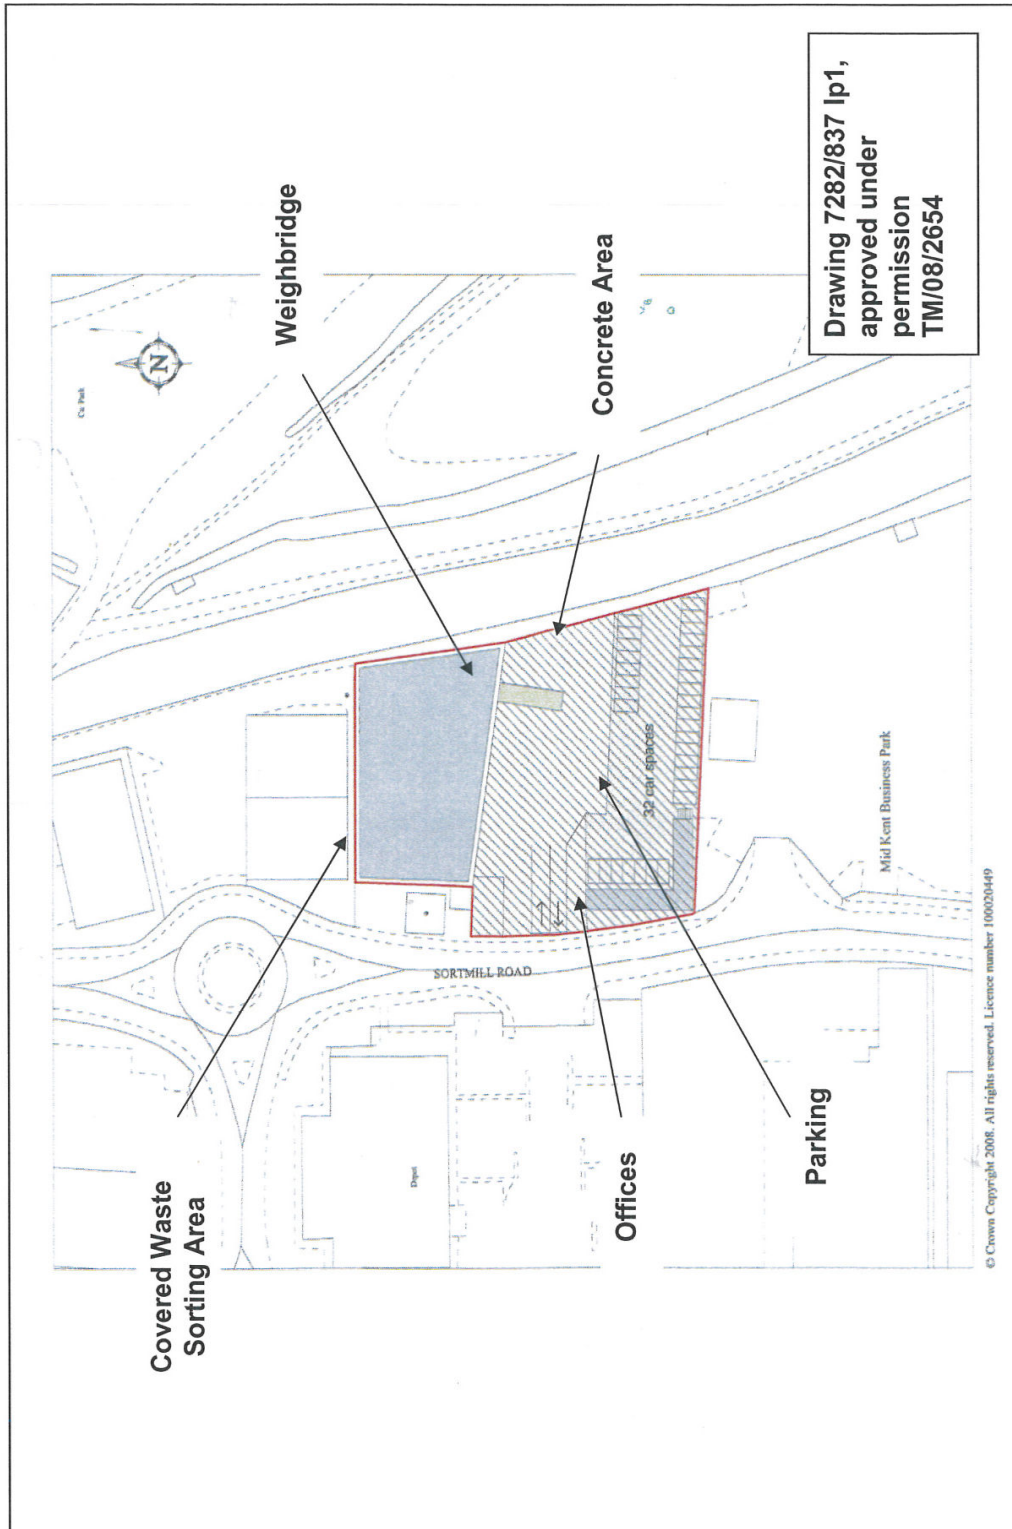 Covered Waste
Sorting Area
Weighbridge
Car Park
N
Concrete Area
Drawing 7282/837 lp1,
approved under
permission
TM/08/2654
SORTMILL ROAD
32 car spaces
Depot
Offices
Parking
Mid Kent Business Park
© Crown Copyright 2008. All rights reserved. Licence number 100020449